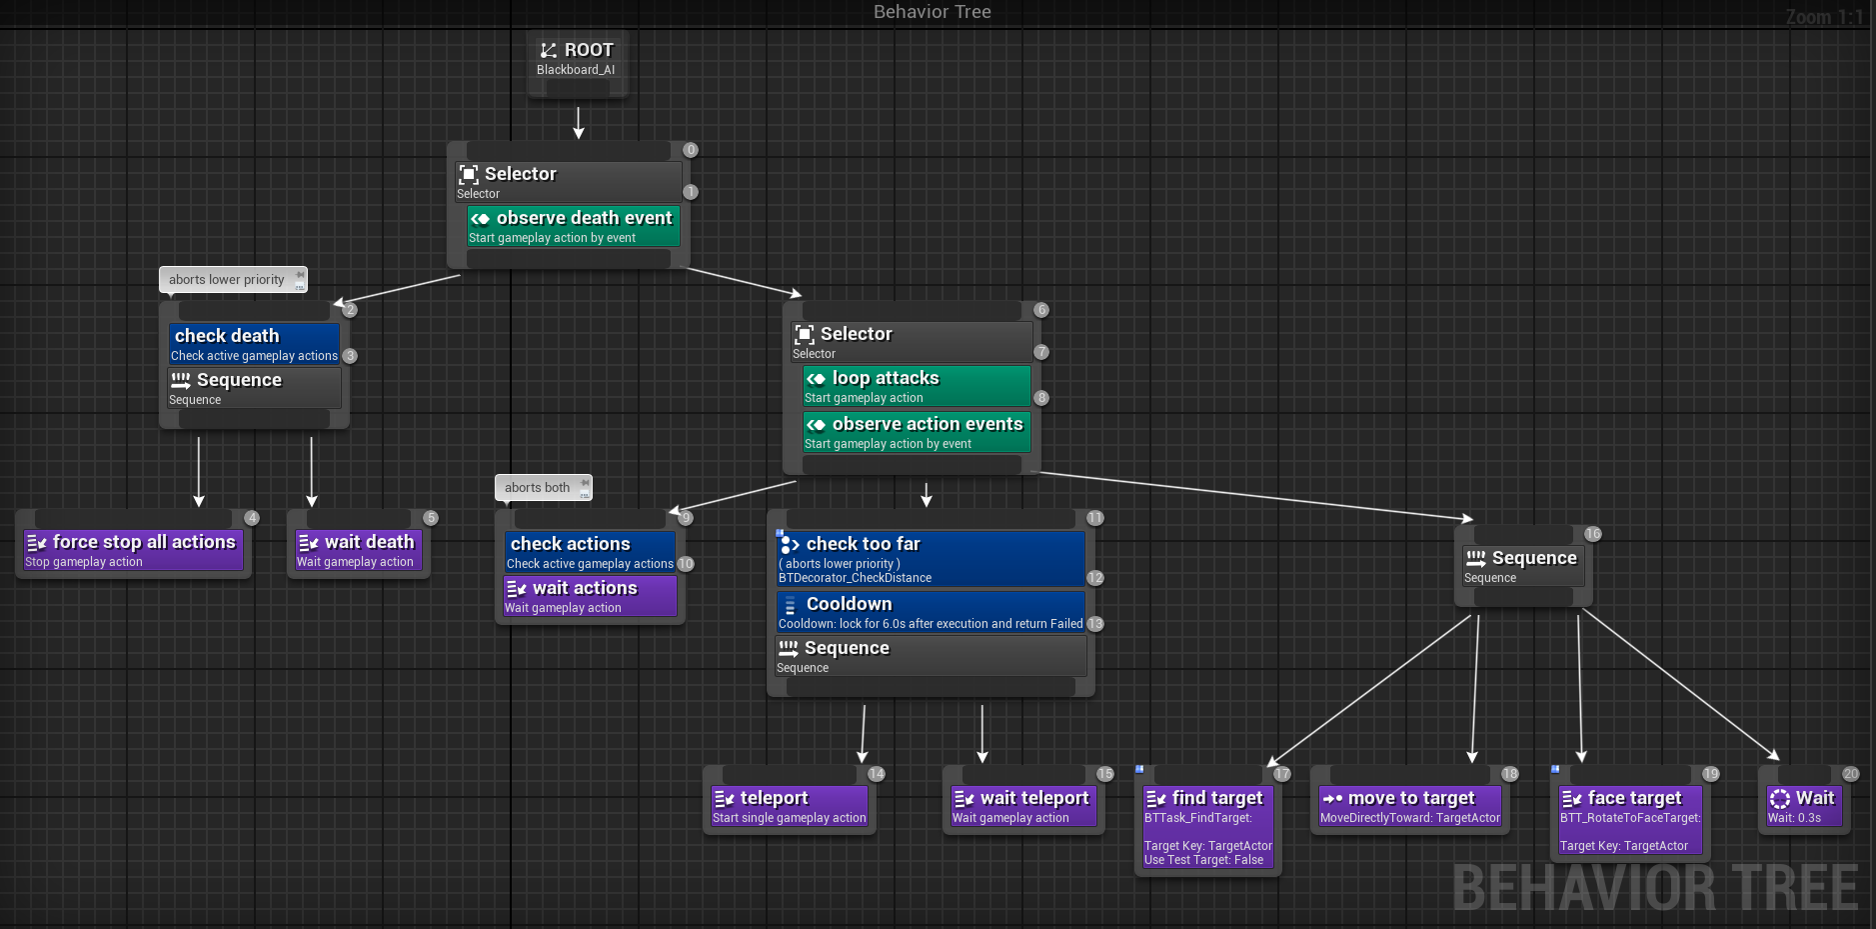 Behavior Tree
Zoom 1:1
ROOT
Blackboard_AI
0
Selector
Selector
1
observe death event
Start gameplay action by event
aborts lower priority
2
check death
Check active gameplay actions
3
Sequence
Sequence
6
Selector
Selector
7
loop attacks
Start gameplay action
8
observe action events
Start gameplay action by event
4
force stop all actions
Stop gameplay action
5
wait death
Wait gameplay action
aborts both
9
check actions
Check active gameplay actions
10
wait actions
Wait gameplay action
11
check too far
( aborts lower priority )
BTDecorator_CheckDistance
12
Cooldown
Cooldown: lock for 6.0s after execution and return Failed
13
Sequence
Sequence
16
Sequence
Sequence
14
teleport
Start single gameplay action
15
wait teleport
Wait gameplay action
17
find target
BTTask_FindTarget:
Target Key: TargetActor
Use Test Target: False
18
move to target
MoveDirectlyToward: TargetActor
19
face target
BTT_RotateToFaceTarget:
Target Key: TargetActor
20
Wait
Wait: 0.3s
BEHAVIOR TREE